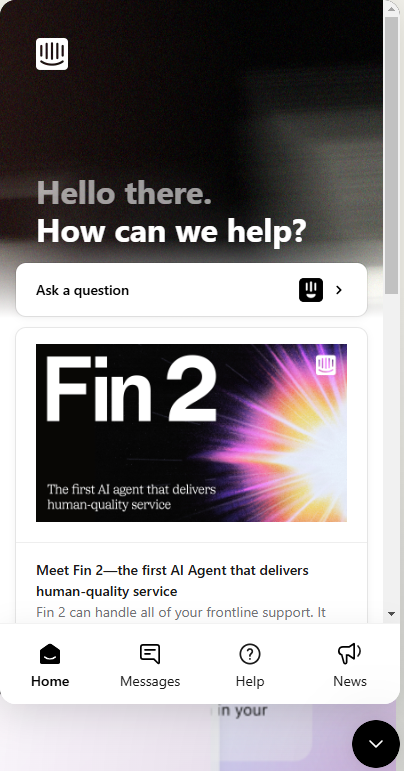 Hello there.
How can we help?
Ask a question
Fin 2
The first AI agent that delivers
human-quality service
Meet Fin 2—the first AI Agent that delivers
human-quality service
Fin 2 can handle all of your frontline support. It
Home
Messages
Help
News
in your